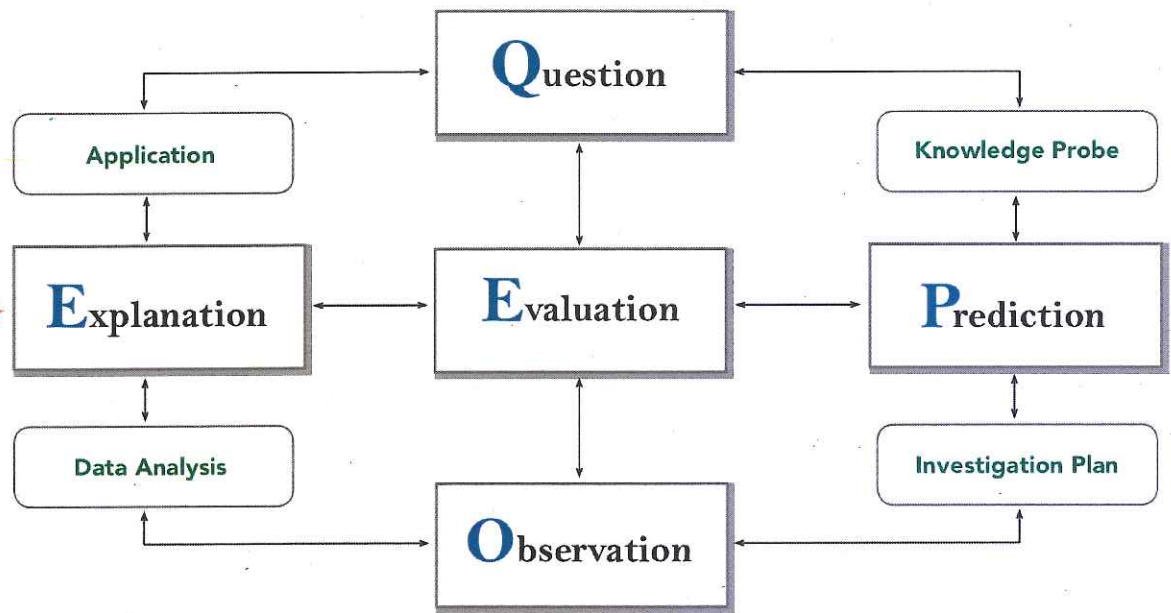 Question
Application
Knowledge Probe
Explanation
Evaluation
Prediction
Data Analysis
Investigation Plan
Observation